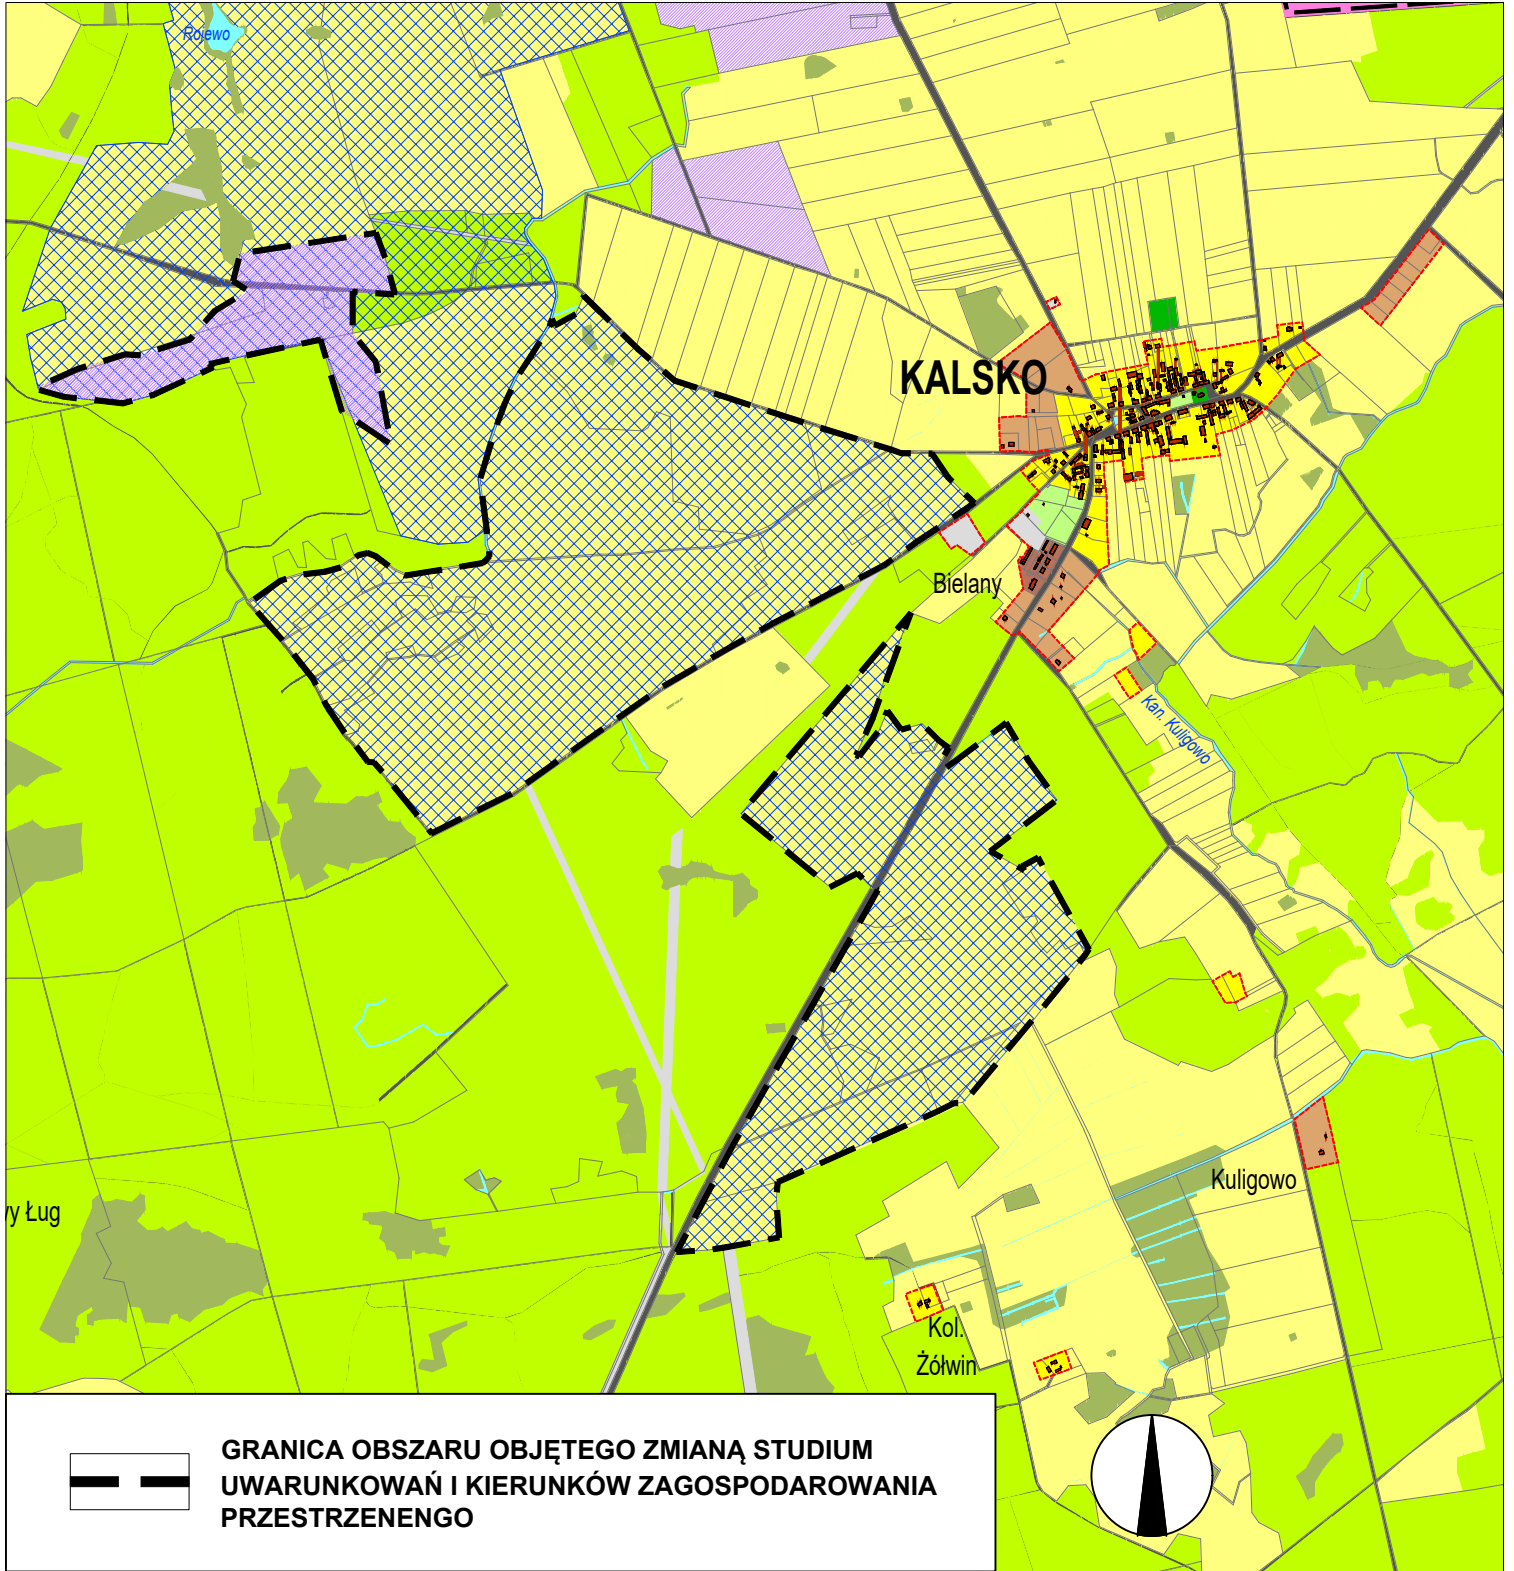 Rojewo
KALSKO
Bielany
Kan. Kuligowo
Kuligowo
Ług
Kol.
Żółwin
GRANICA OBSZARU OBJĘTEGO ZMIANĄ STUDIUM
UWARUNKOWAŃ I KIERUNKÓW ZAGOSPODAROWANIA
PRZESTRZENENGO